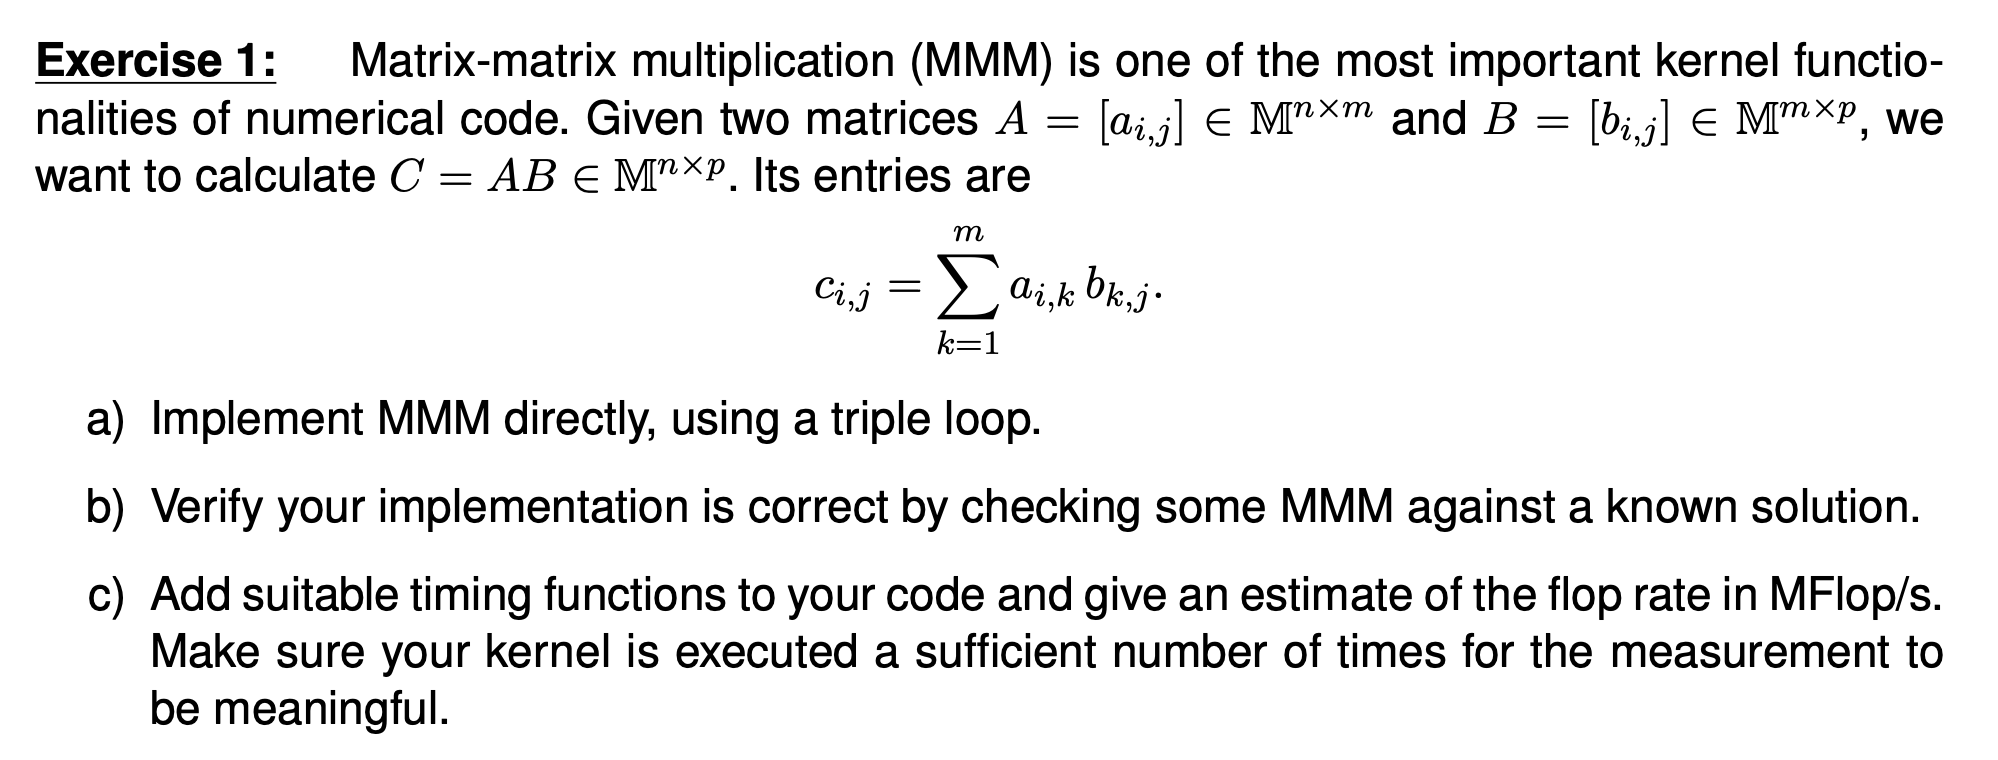 Exercise 1: Matrix-matrix multiplication (MMM) is one of the most important kernel functio-
nalities of numerical code. Given two matrices $A = [a_{i,j}] \in \mathbb{M}^{n \times m}$ and $B = [b_{i,j}] \in \mathbb{M}^{m \times p}$, we
want to calculate $C = AB \in \mathbb{M}^{n \times p}$. Its entries are
$c_{i,j} = \sum_{k=1}^{m} a_{i,k} \, b_{k,j}.$
a) Implement MMM directly, using a triple loop.
b) Verify your implementation is correct by checking some MMM against a known solution.
c) Add suitable timing functions to your code and give an estimate of the flop rate in MFlop/s.
Make sure your kernel is executed a sufficient number of times for the measurement to
be meaningful.